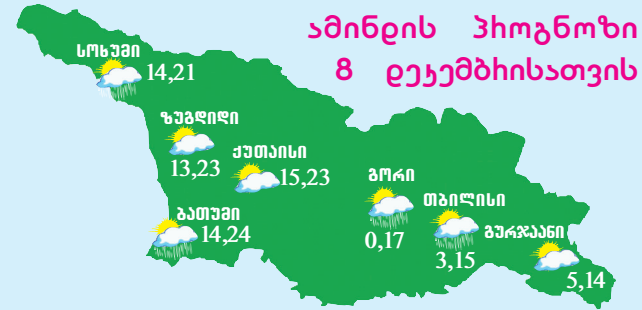 ამინდის პროგნოზი
8 დეკემბრისათვის
სოხუმი
14,21
ზუგდიდი
13,23
ქუთაისი
15,23
ბათუმი
14,24
გორი
0,17
თბილისი
3,15
გურჯაანი
5,14